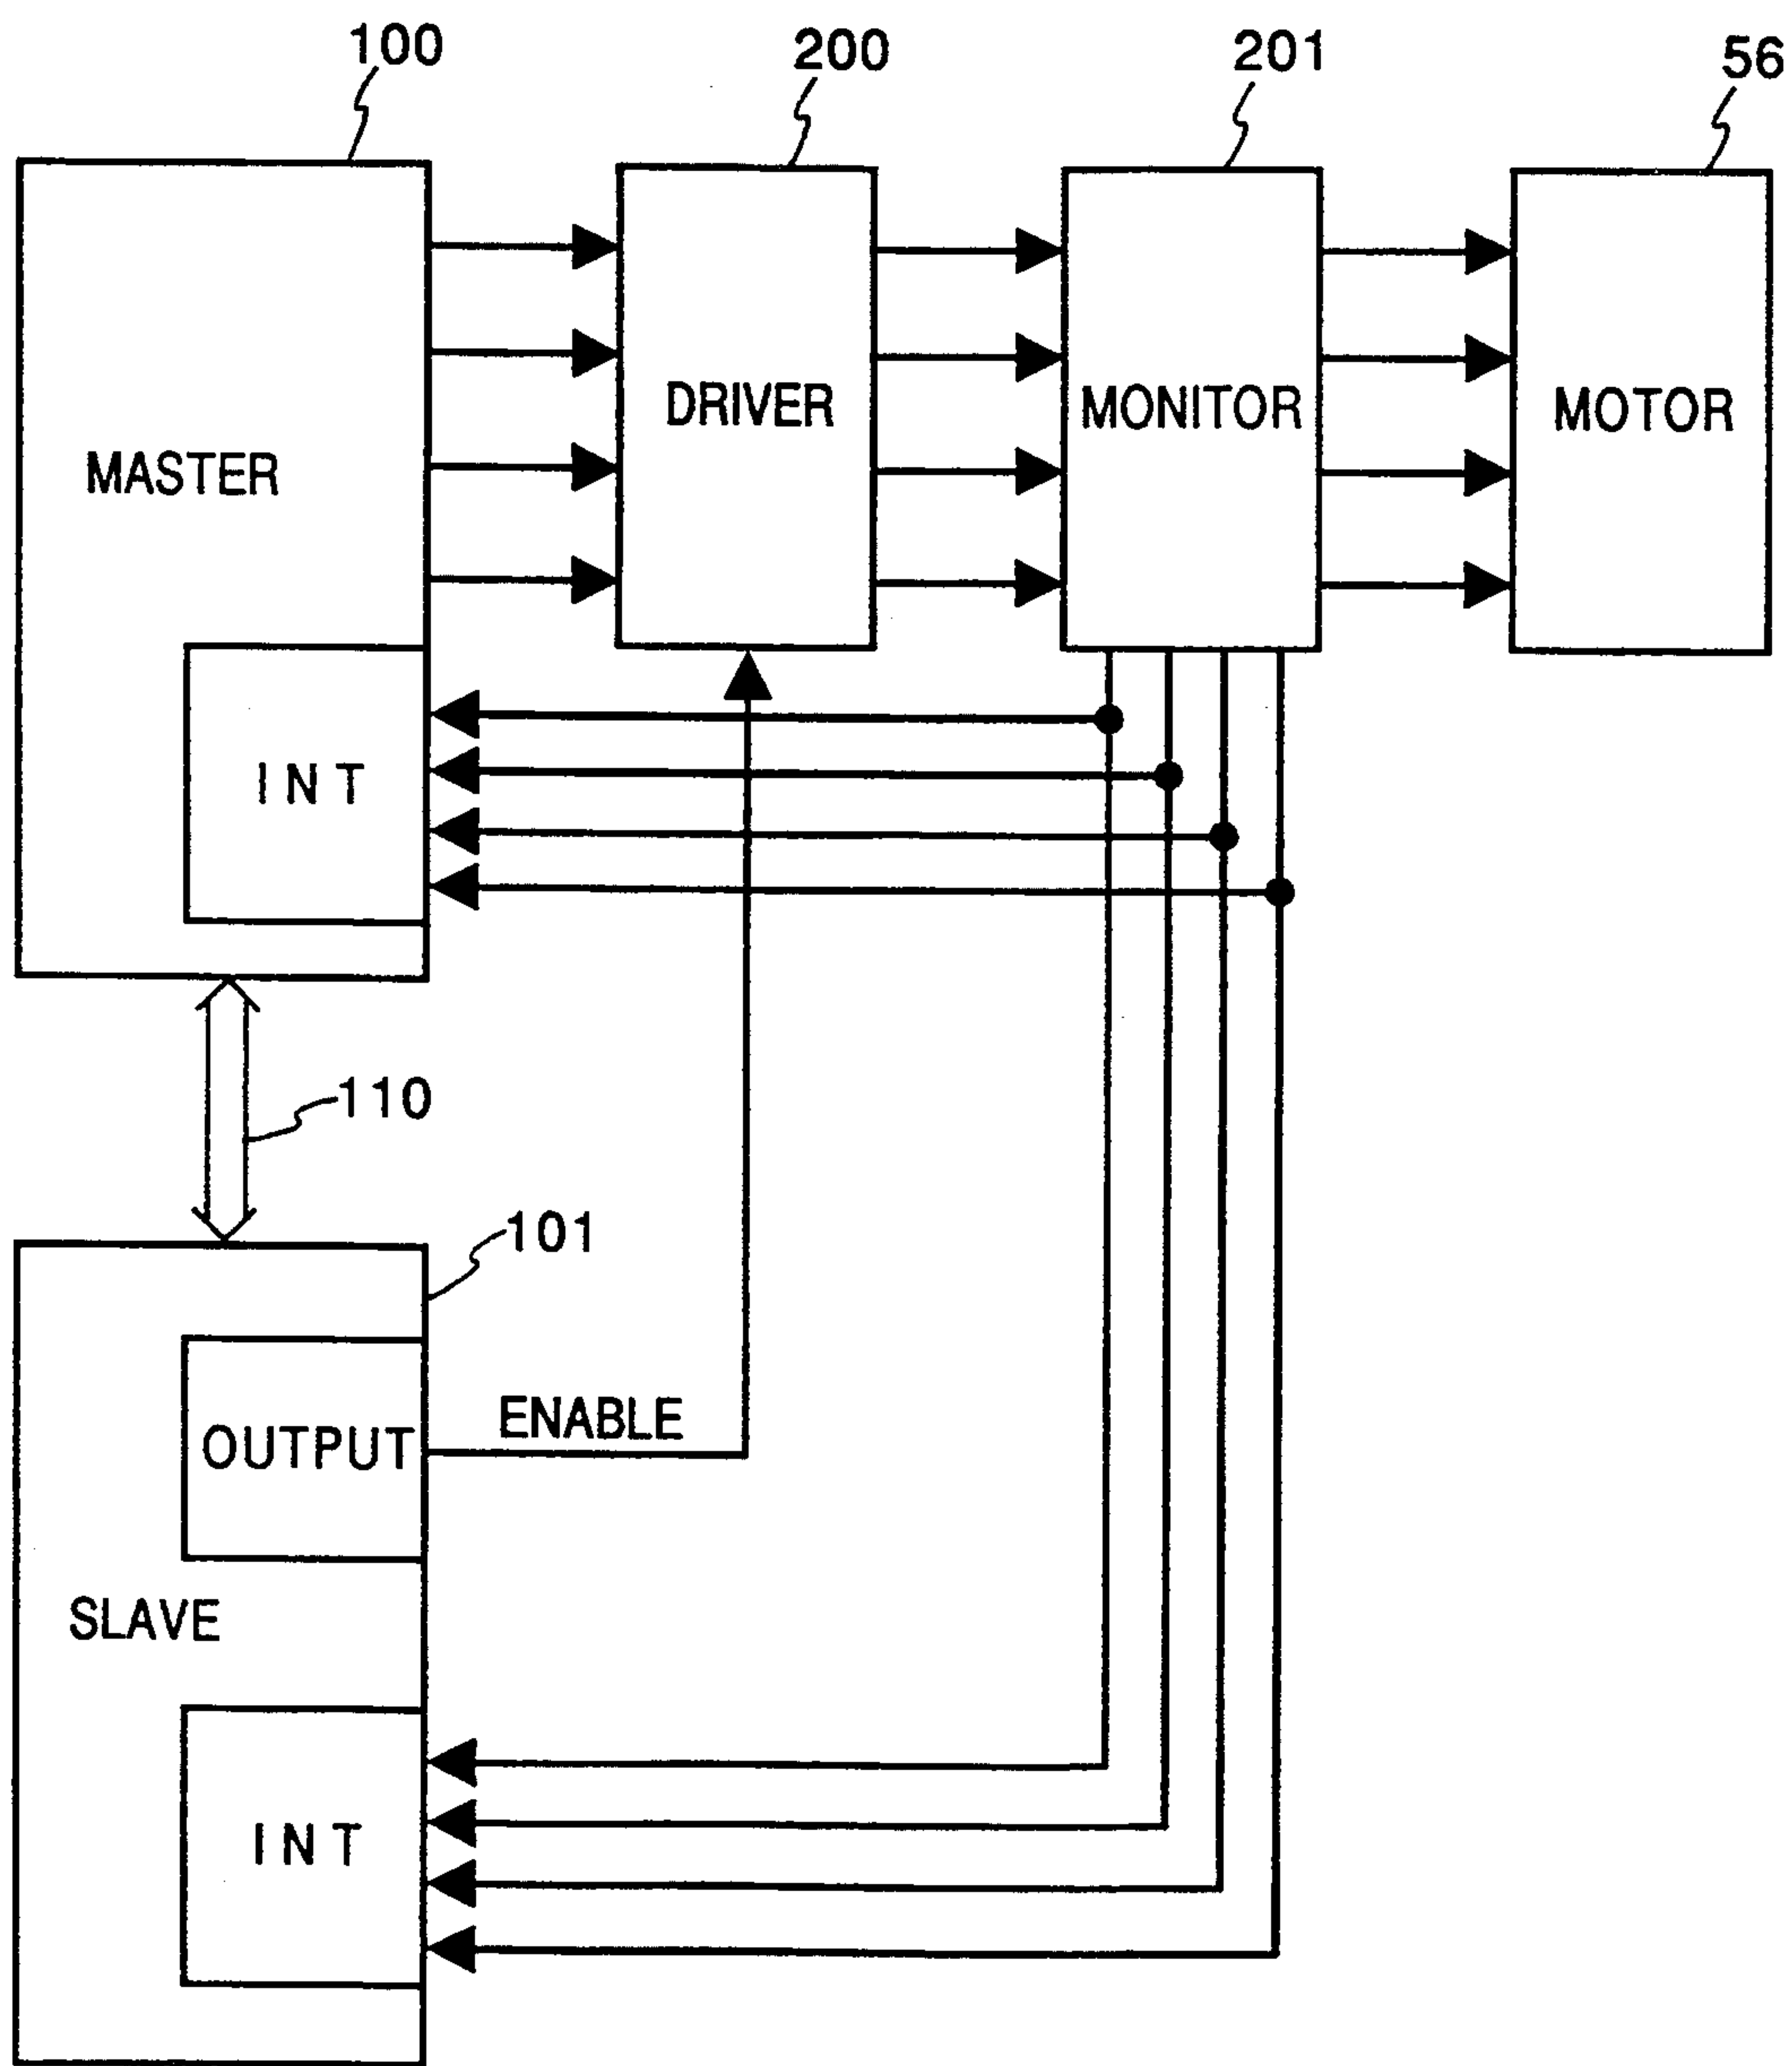 100
200
201
56
MASTER
DRIVER
MONITOR
MOTOR
INT
110
101
OUTPUT
ENABLE
SLAVE
INT